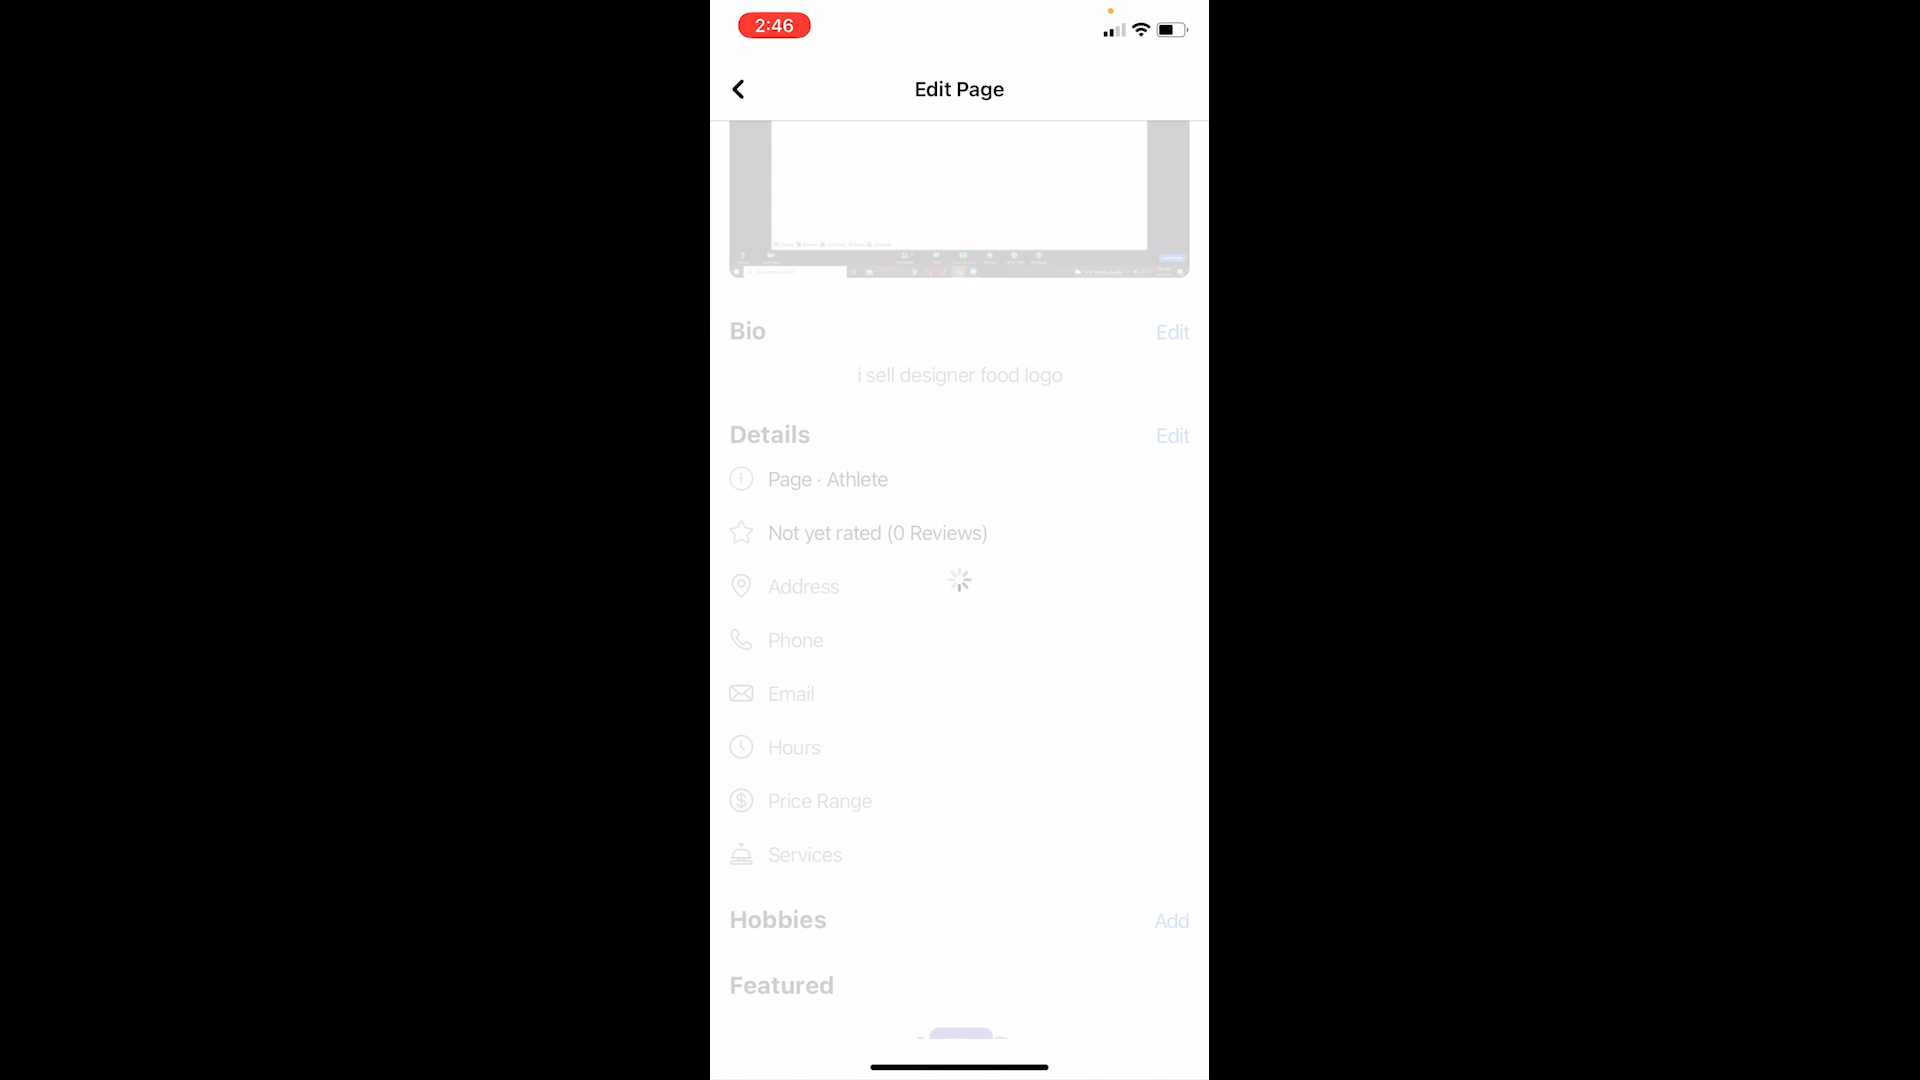 2:46
Edit Page
Bio
Edit
i sell designer food logo
Details
Edit
Page · Athlete
Not yet rated (0 Reviews)
Address
Phone
Email
Hours
Price Range
Services
Hobbies
Add
Featured